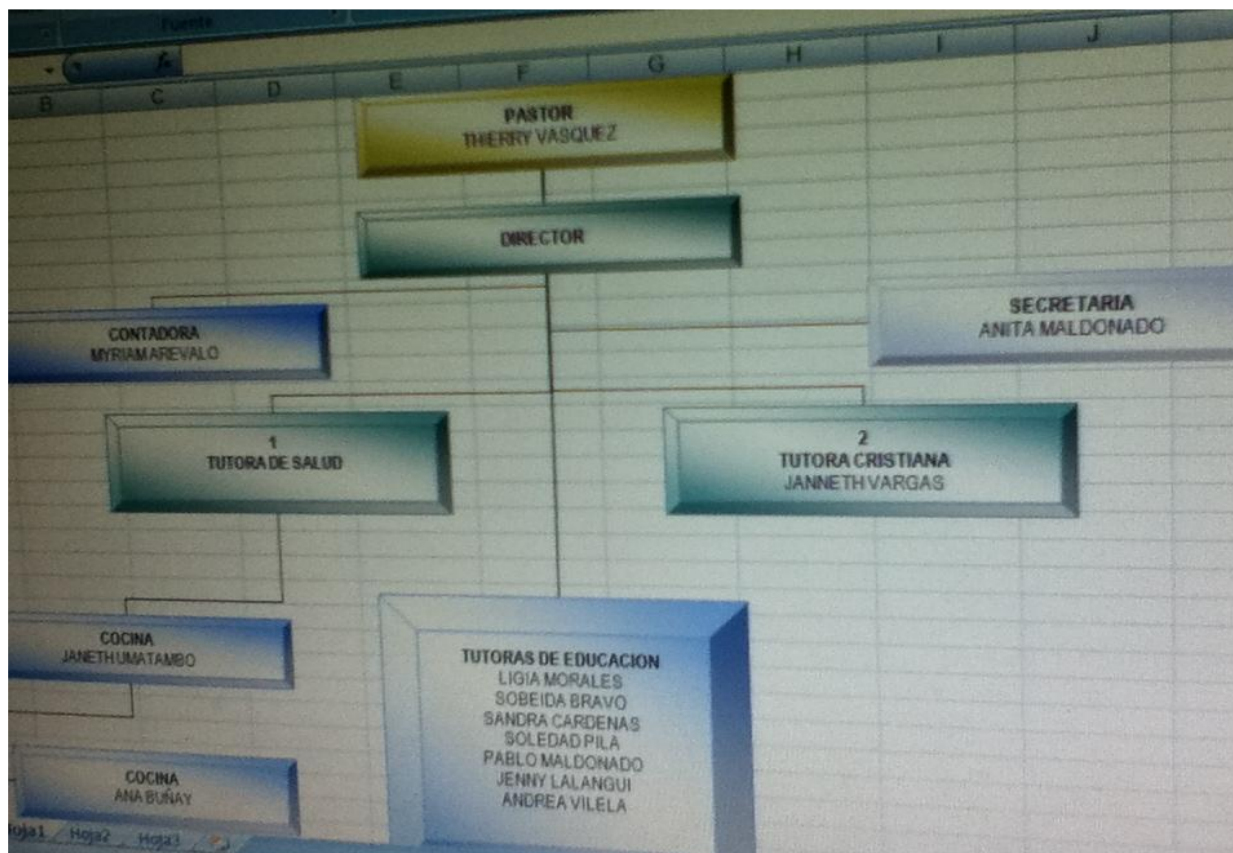 Fuente
fx
B C D E F G H I J
PASTOR
THIERRY VASQUEZ
DIRECTOR
CONTADORA
MYRIAM AREVALO
SECRETARIA
ANITA MALDONADO
1
TUTORA DE SALUD
2
TUTORA CRISTIANA
JANNETH VARGAS
COCINA
JANETH UMATAMBO
TUTORAS DE EDUCACION
LIGIA MORALES
SOBEIDA BRAVO
SANDRA CARDENAS
SOLEDAD PILA
PABLO MALDONADO
JENNY LALANGUI
ANDREA VILELA
COCINA
ANA BUÑAY
Hoja1 Hoja2 Hoja3